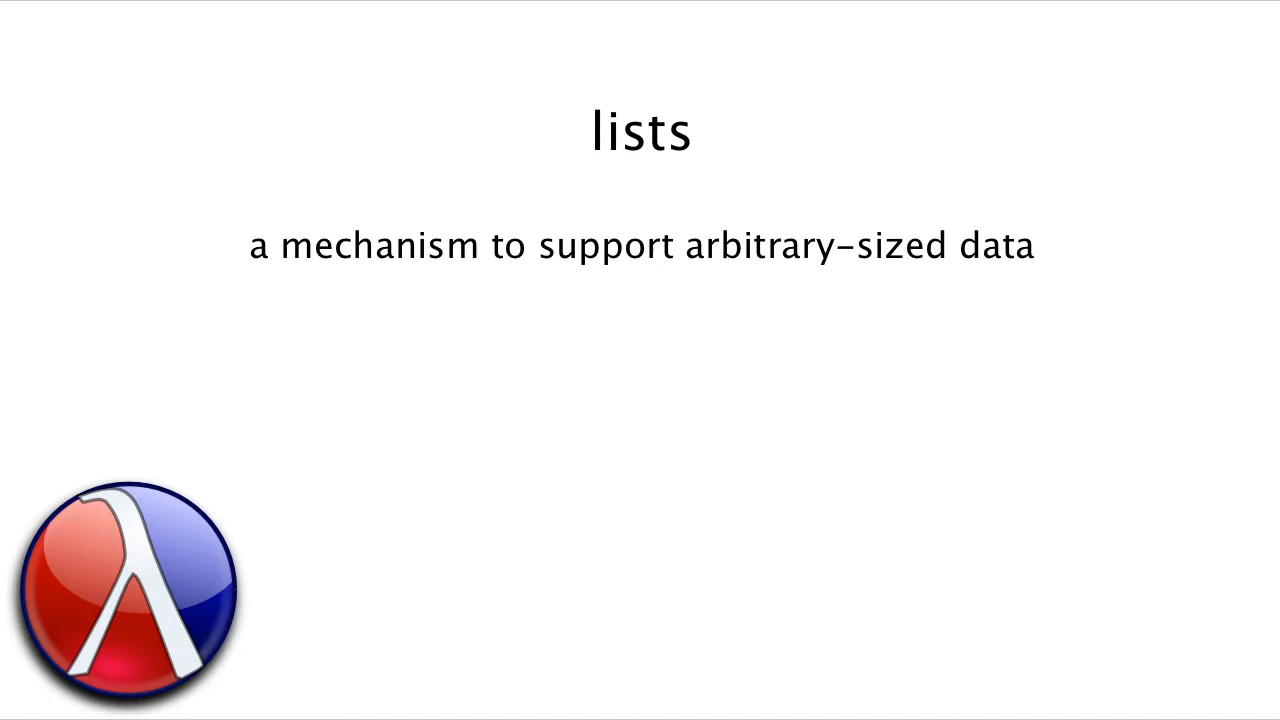 lists
a mechanism to support arbitrary-sized data
λ